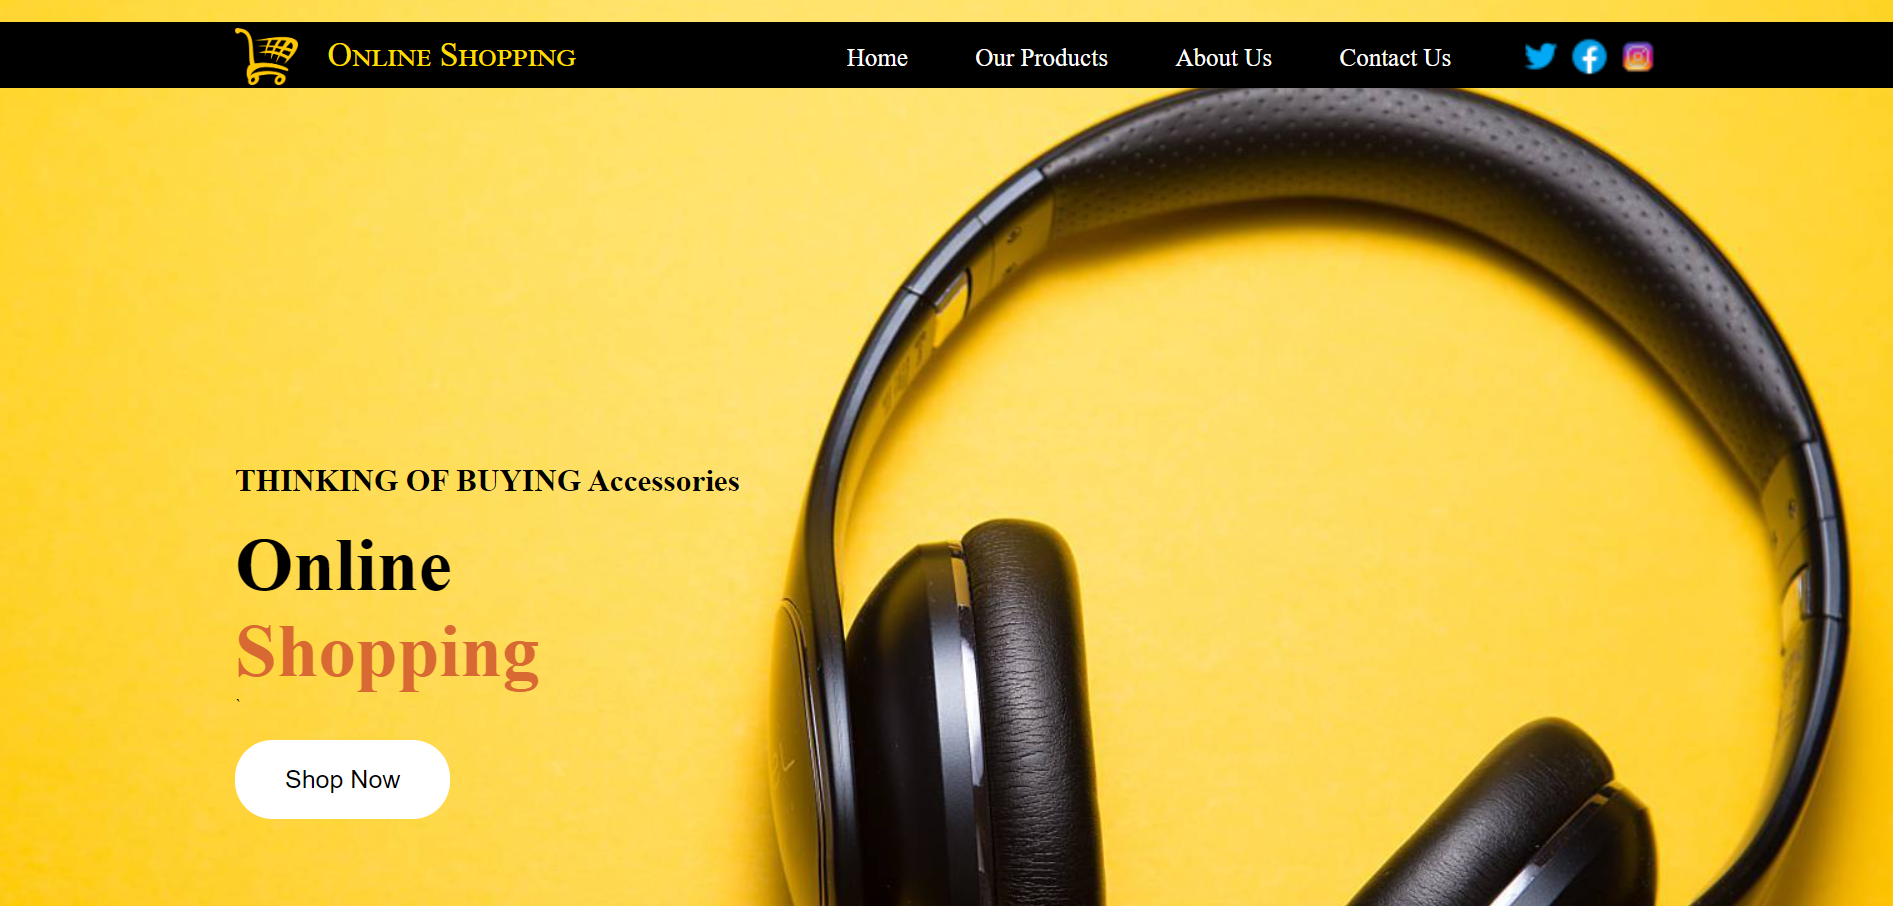 Online Shopping
Home
Our Products
About Us
Contact Us
THINKING OF BUYING Accessories
Online
Shopping
`
Shop Now